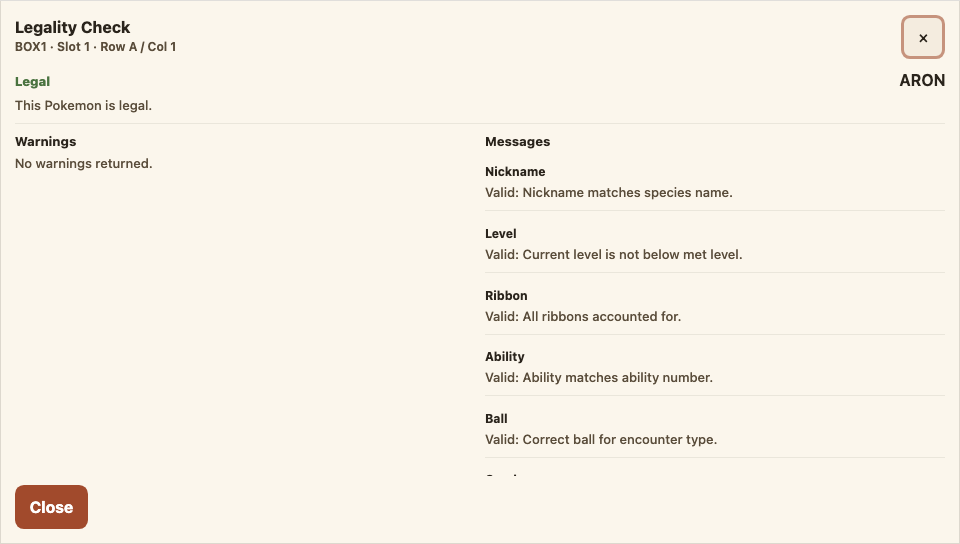 Legality Check
BOX1 · Slot 1 · Row A / Col 1
×
Legal
ARON
This Pokemon is legal.
Warnings
No warnings returned.
Messages
Nickname
Valid: Nickname matches species name.
Level
Valid: Current level is not below met level.
Ribbon
Valid: All ribbons accounted for.
Ability
Valid: Ability matches ability number.
Ball
Valid: Correct ball for encounter type.
Close